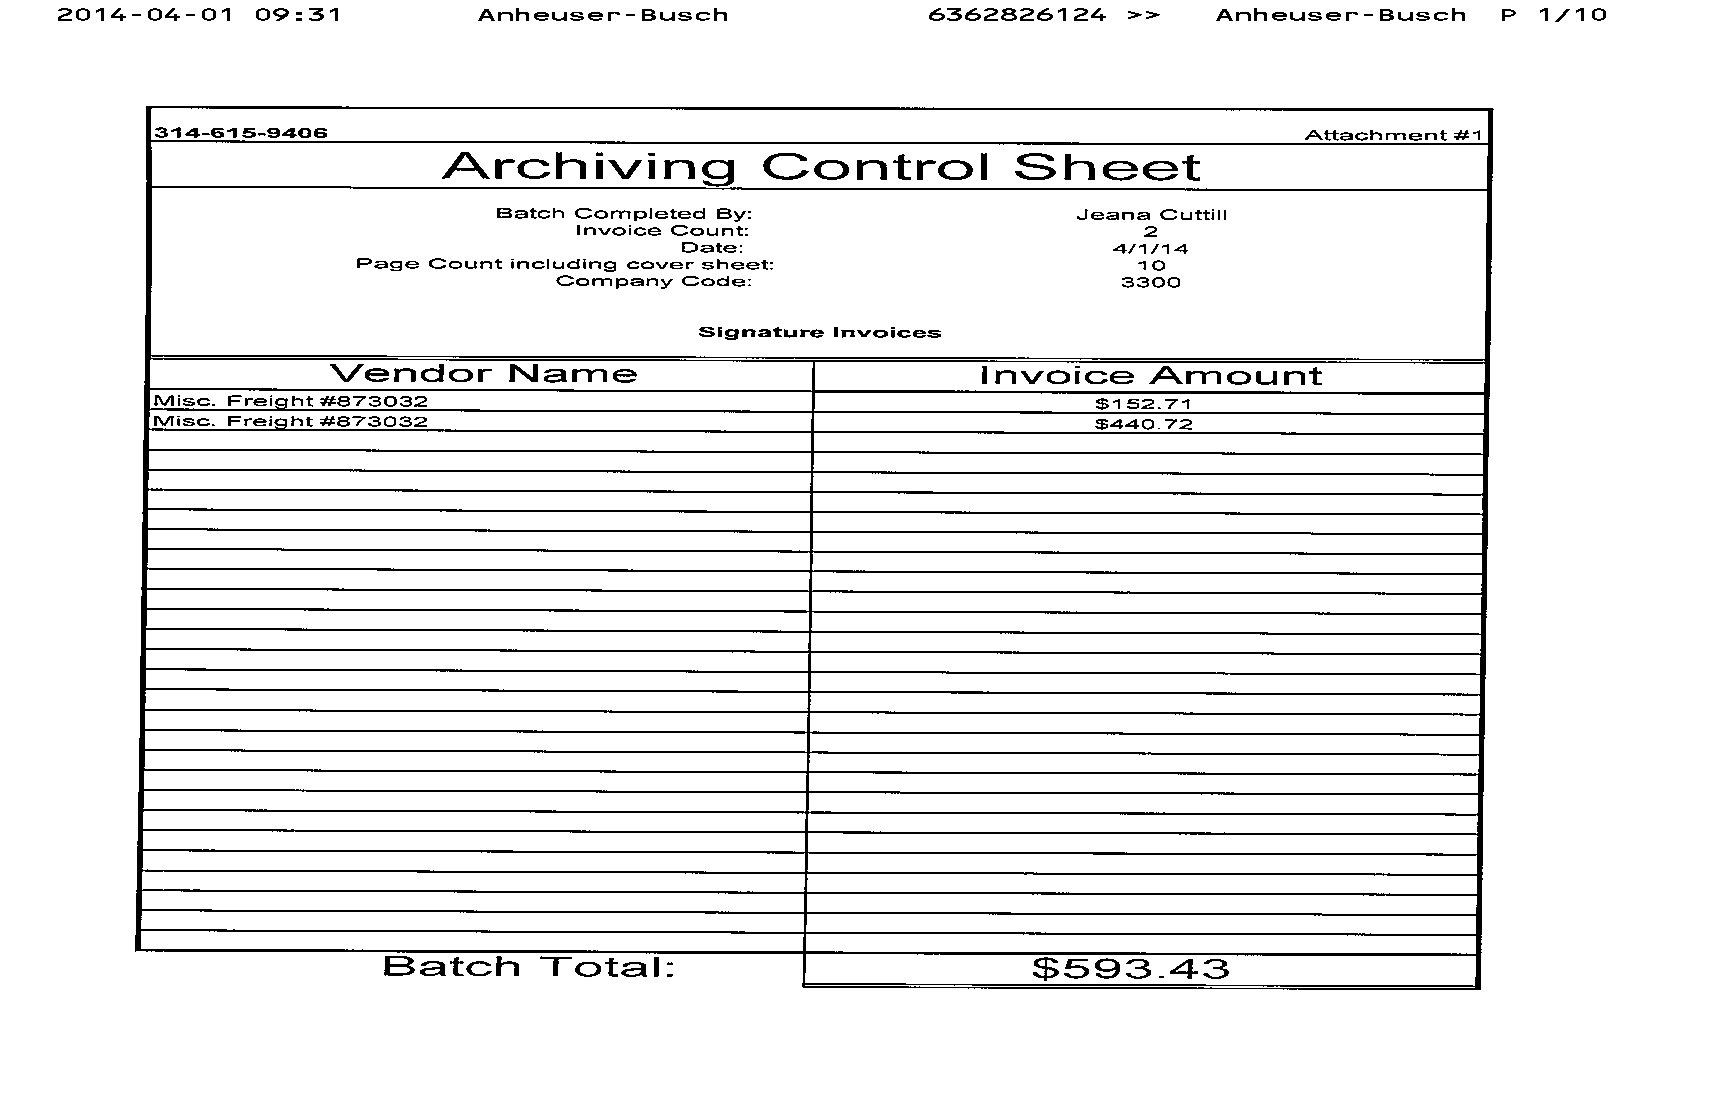 2014-04-01 09:31 Anheuser-Busch 6362826124 >> Anheuser-Busch P 1/10
314-615-9406 Attachment #1
Archiving Control Sheet
Batch Completed By: Jeana Cuttill
Invoice Count: 2
Date: 4/1/14
Page Count including cover sheet: 10
Company Code: 3300
Signature Invoices
Vendor Name Invoice Amount
Misc. Freight #873032 $152.71
Misc. Freight #873032 $440.72
Batch Total: $593.43